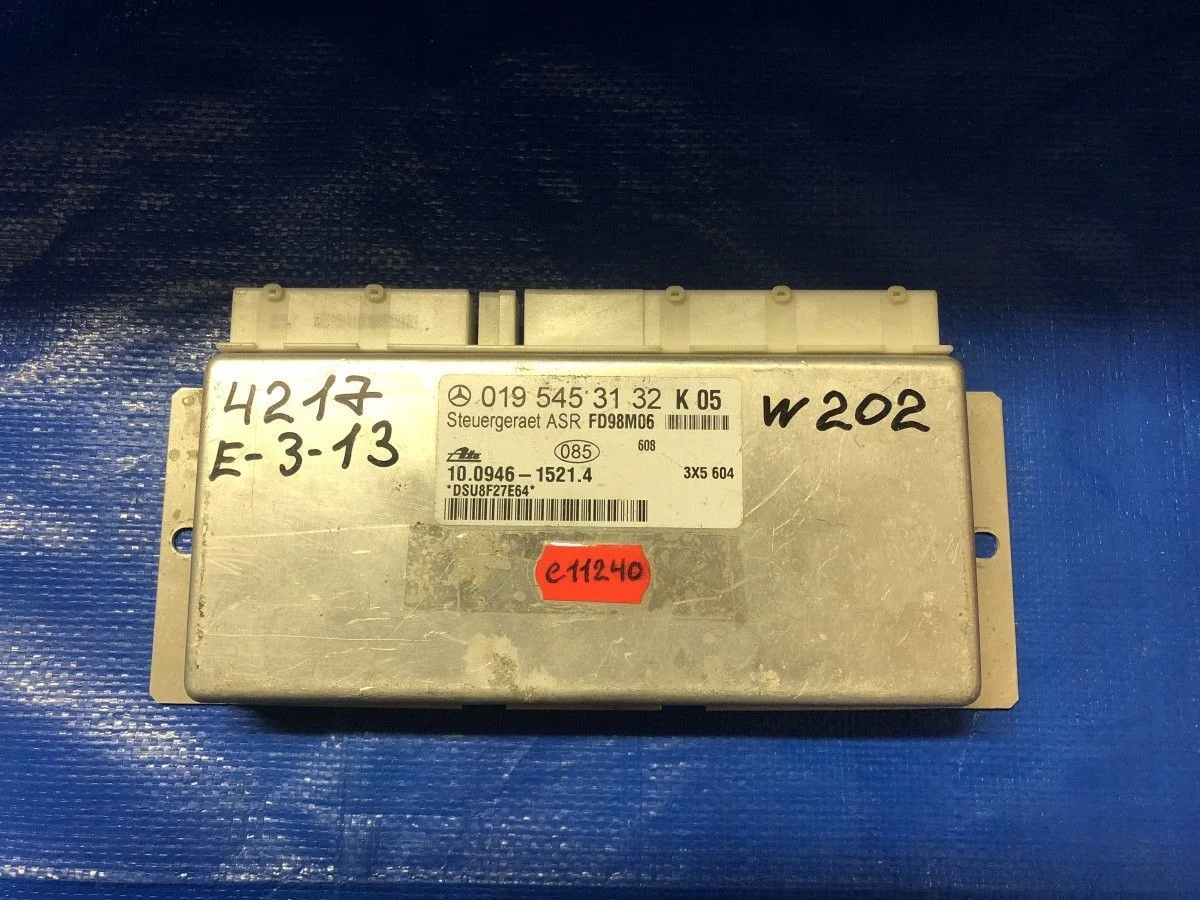 4217
E-3-13
019 545 31 32 K 05
Steuergeraet ASR FD98M06
Ate 085 608
10.0946-1521.4 3X5 604
*DSU8F27E64*
W202
e11240